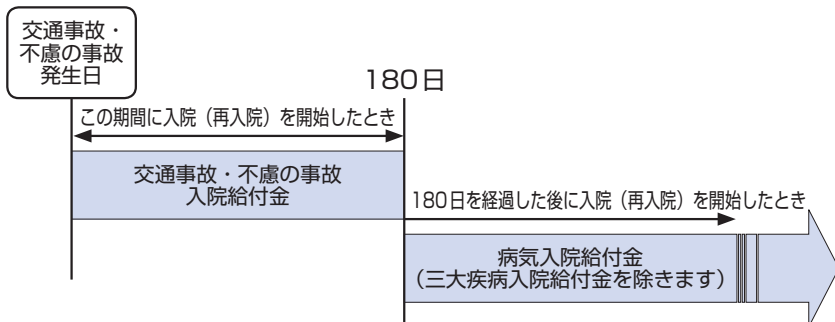 交通事故・
不慮の事故
発生日
180日
この期間に入院（再入院）を開始したとき
交通事故・不慮の事故
入院給付金
180日を経過した後に入院（再入院）を開始したとき
病気入院給付金
（三大疾病入院給付金を除きます）